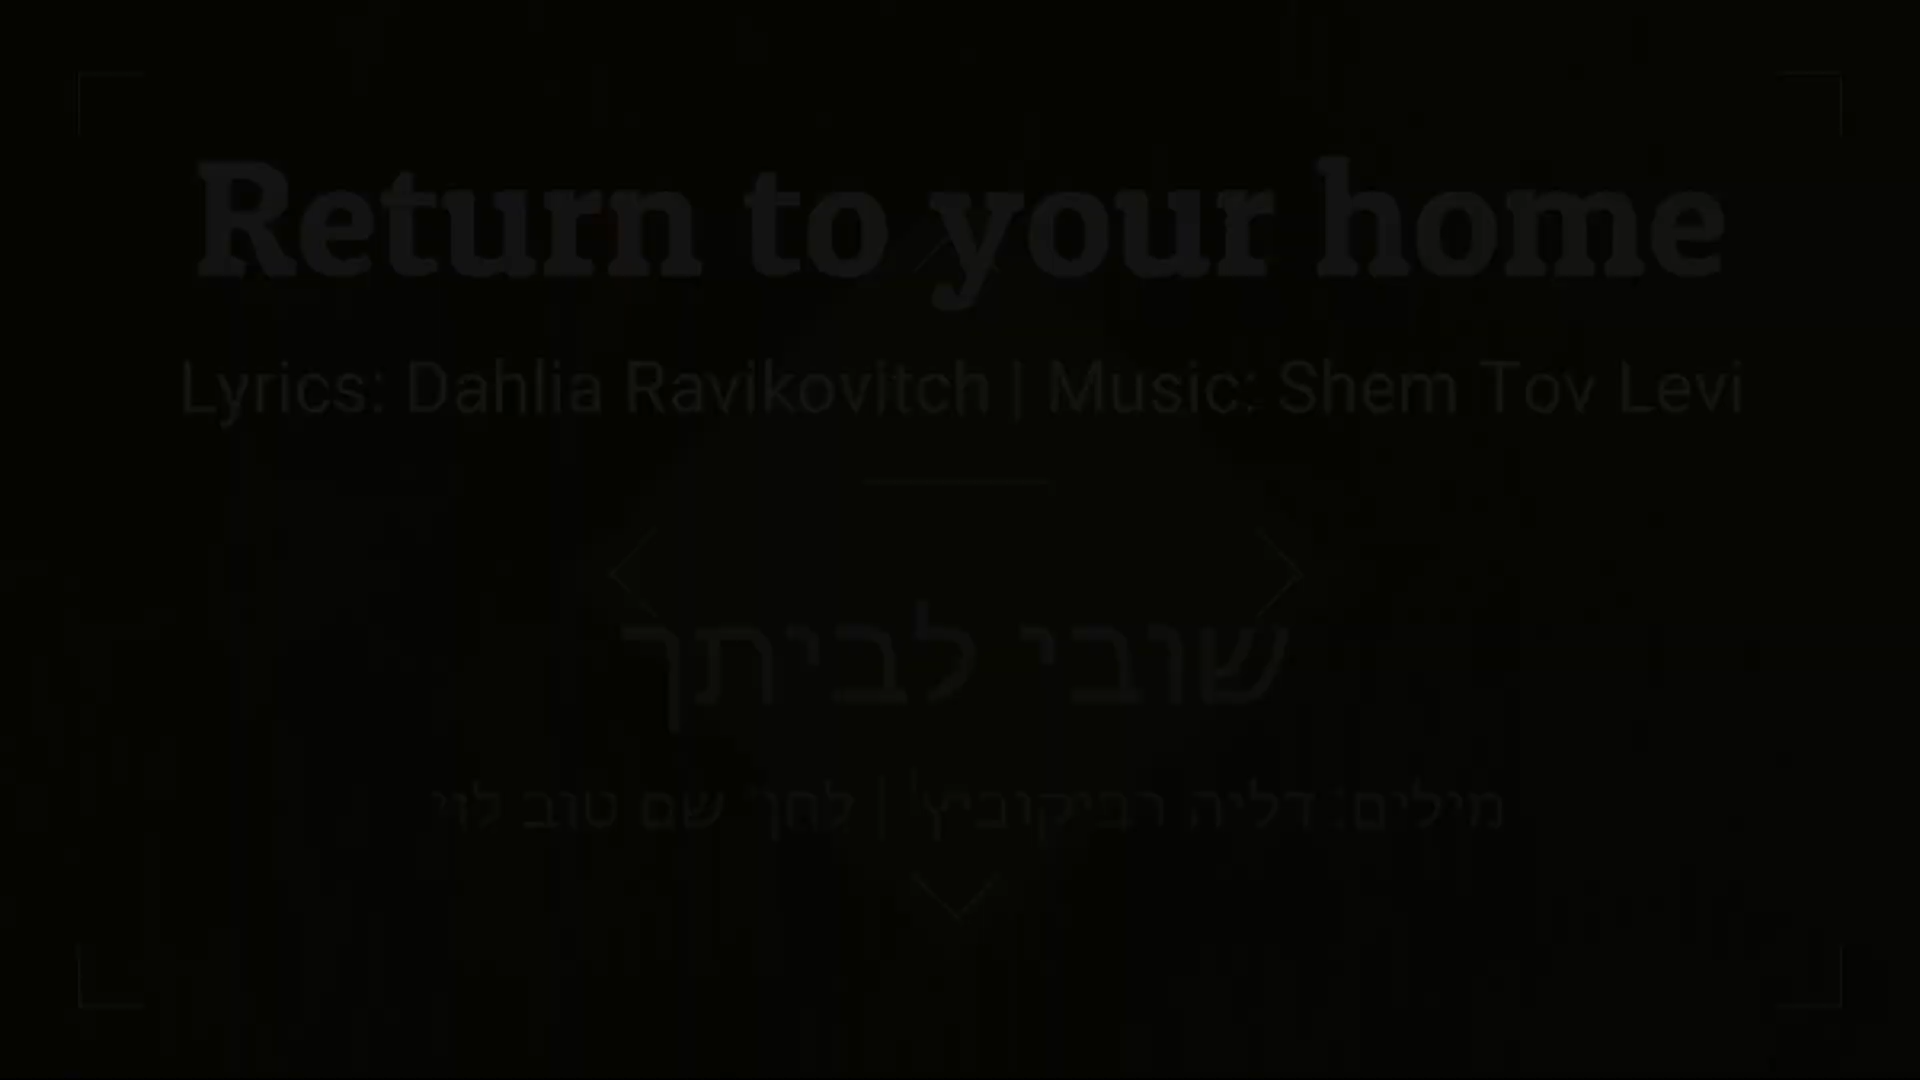 Return to your home
Lyrics: Dahlia Ravikovitch | Music: Shem Tov Levi
שובי לביתך
מילים: דליה רביקוביץ' | לחן: שם טוב לוי